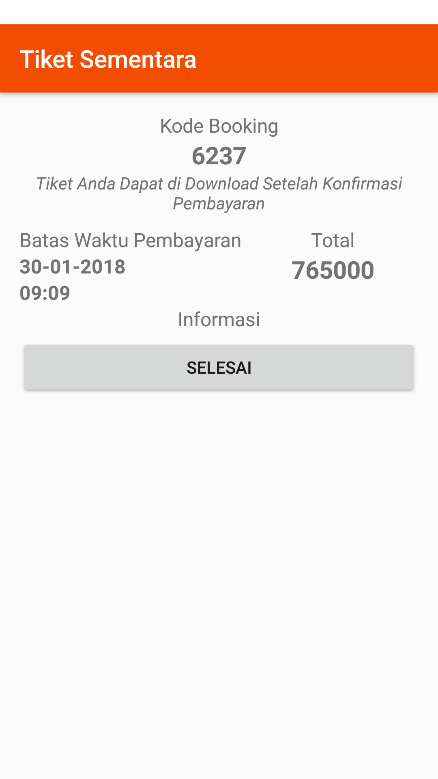 Tiket Sementara
Kode Booking
6237
Tiket Anda Dapat di Download Setelah Konfirmasi
Pembayaran
Batas Waktu Pembayaran
30-01-2018
09:09
Total
765000
Informasi
SELESAI